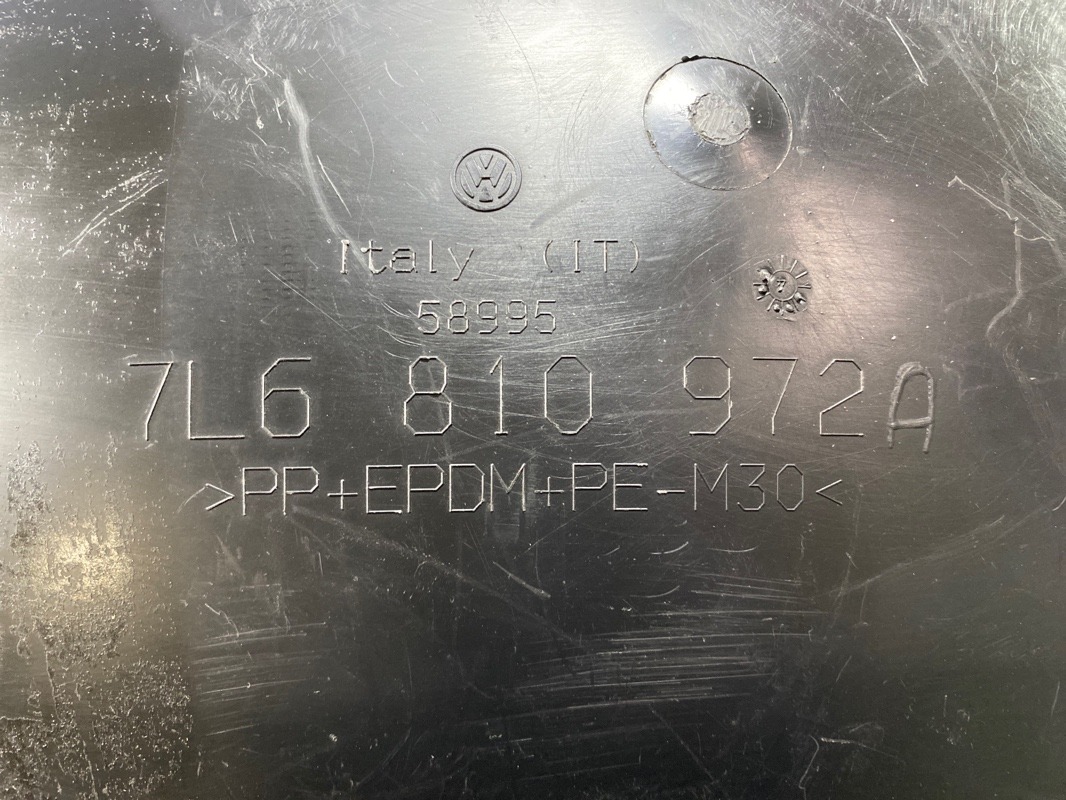 Italy (IT)
58995
7L6 810 972A
>PP+EPDM+PE-M30<